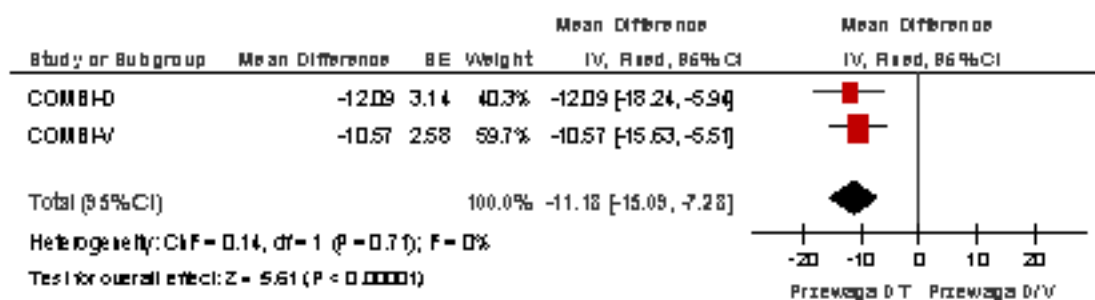 Mean Difference Mean Difference
Study or Subgroup Mean Difference SE Weight IV, Fixed, 95% CI IV, Fixed, 95% CI
COMBI-D -12.09 3.14 40.3% -12.09 [-18.24, -5.94]
COMBI-V -10.57 2.58 59.7% -10.57 [-15.63, -5.51]
Total (95% CI) 100.0% -11.18 [-15.09, -7.28]
Heterogeneity: Chi² = 0.14, df = 1 (P = 0.71); I² = 0%
Test for overall effect: Z = 5.61 (P < 0.00001)
-20 -10 0 10 20
Przewaga DT Przewaga D/V